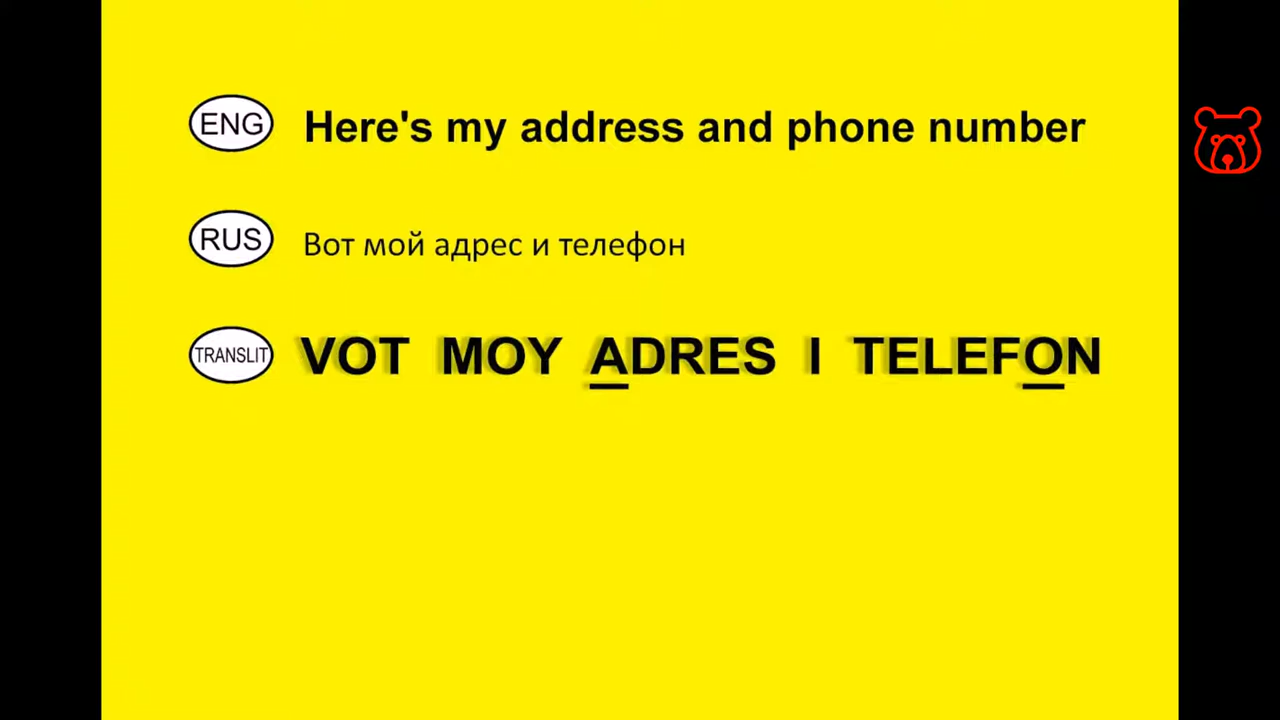 ENG Here's my address and phone number
RUS Вот мой адрес и телефон
TRANSLIT VOT MOY ADRES I TELEFON